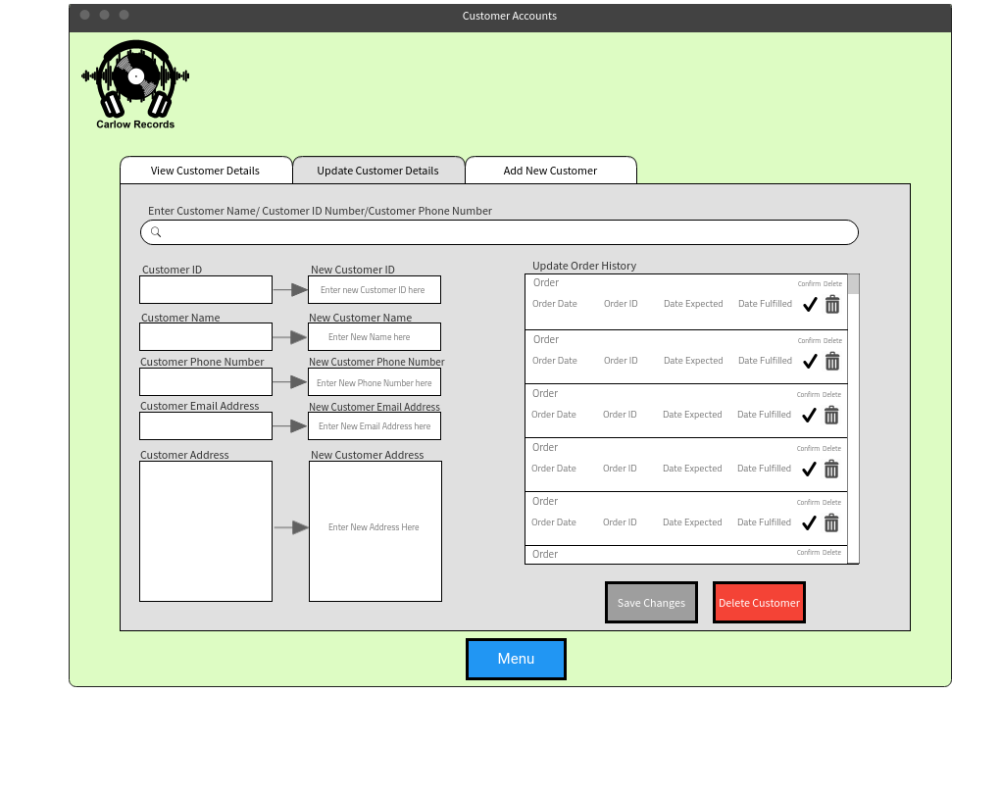 Customer Accounts
Carlow Records
View Customer Details
Update Customer Details
Add New Customer
Enter Customer Name/ Customer ID Number/Customer Phone Number
Customer ID
New Customer ID
Enter new Customer ID here
Customer Name
New Customer Name
Enter New Name here
Customer Phone Number
New Customer Phone Number
Enter New Phone Number here
Customer Email Address
New Customer Email Address
Enter New Email Address here
Customer Address
New Customer Address
Enter New Address Here
Update Order History
Order
Confirm Delete
Order Date Order ID Date Expected Date Fulfilled
Order
Confirm Delete
Order Date Order ID Date Expected Date Fulfilled
Order
Confirm Delete
Order Date Order ID Date Expected Date Fulfilled
Order
Confirm Delete
Order Date Order ID Date Expected Date Fulfilled
Order
Confirm Delete
Order Date Order ID Date Expected Date Fulfilled
Order
Confirm Delete
Save Changes
Delete Customer
Menu